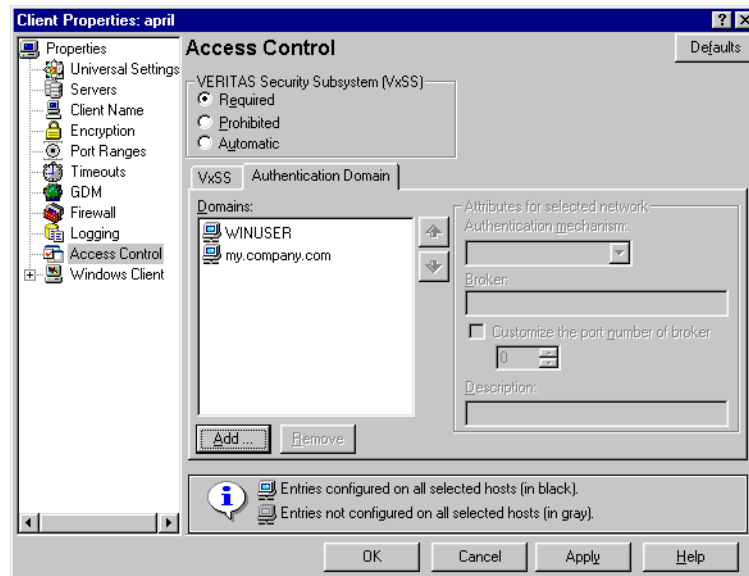 Client Properties: april
Properties
Universal Settings
Servers
Client Name
Encryption
Port Ranges
Timeouts
GDM
Firewall
Logging
Access Control
Windows Client
Access Control
Defaults
VERITAS Security Subsystem (VxSS)
Required
Prohibited
Automatic
VxSS
Authentication Domain
Domains:
WINUSER
my.company.com
Add ...
Remove
Attributes for selected network
Authentication mechanism:
Broker:
Customize the port number of broker
0
Description:
Entries configured on all selected hosts (in black).
Entries not configured on all selected hosts (in gray).
OK
Cancel
Apply
Help